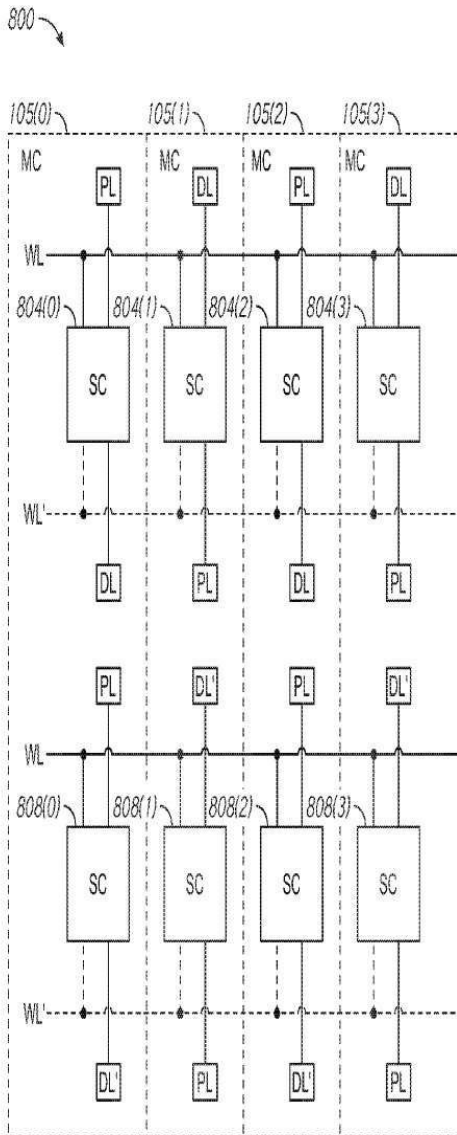 800
105(0) 105(1) 105(2) 105(3)
MC MC MC MC
PL DL PL DL
WL
804(0) 804(1) 804(2) 804(3)
SC SC SC SC
WL'
DL PL DL PL
PL DL' PL DL'
WL
808(0) 808(1) 808(2) 808(3)
SC SC SC SC
WL'
DL' PL DL' PL